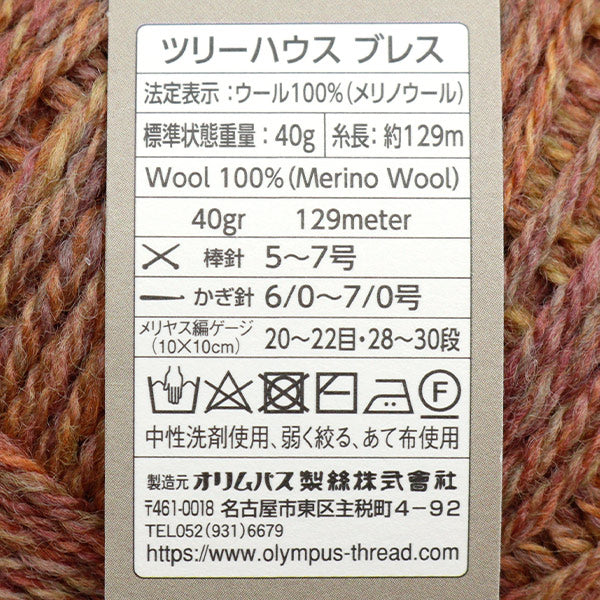 ツリーハウス ブレス
法定表示:ウール100%(メリノウール)
標準状態重量:40g 糸長:約129m
Wool 100%(Merino Wool)
40gr 129meter
棒針 5〜7号
かぎ針 6/0〜7/0号
メリヤス編ゲージ
(10×10cm) 20〜22目・28〜30段
F
中性洗剤使用、弱く絞る、あて布使用
製造元 オリムパス製絲株式會社
〒461-0018 名古屋市東区主税町4-92
TEL052(931)6679
https://www.olympus-thread.com